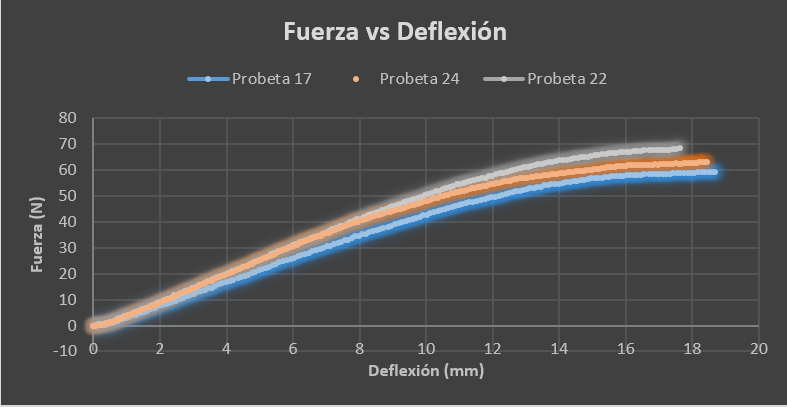 Fuerza vs Deflexión
Probeta 17 Probeta 24 Probeta 22
80
70
60
50
40
30
20
10
0
-10
0 2 4 6 8 10 12 14 16 18 20
Fuerza (N)
Deflexión (mm)